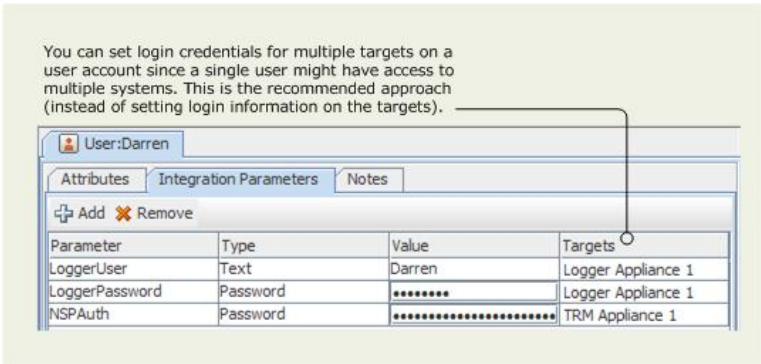 You can set login credentials for multiple targets on a
user account since a single user might have access to
multiple systems. This is the recommended approach
(instead of setting login information on the targets).
User:Darren
Attributes Integration Parameters Notes
Add Remove
Parameter Type Value Targets
LoggerUser Text Darren Logger Appliance 1
LoggerPassword Password •••••••• Logger Appliance 1
NSPAuth Password ••••••••••••••••••••••• TRM Appliance 1